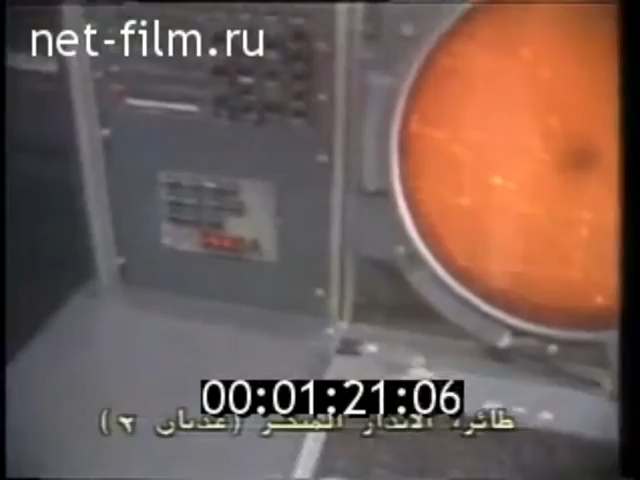 net-film.ru
00:01:21:06
طائرة الانذار المبكر (عدنان ٢)